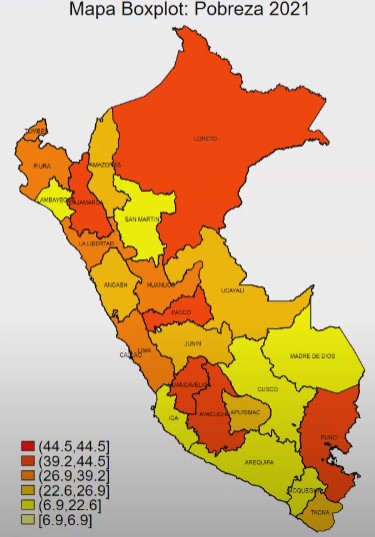 Mapa Boxplot: Pobreza 2021
TUMBES
LORETO
PIURA
AMAZONAS
LAMBAYEQUE
CAJAMARCA
SAN MARTIN
LA LIBERTAD
ANCASH
HUANUCO
UCAYALI
PASCO
JUNIN
CALLAO
LIMA
MADRE DE DIOS
HUANCAVELICA
CUSCO
ICA
AYACUCHO
APURIMAC
PUNO
AREQUIPA
MOQUEGUA
TACNA
(44.5,44.5]
(39.2,44.5]
(26.9,39.2]
(22.6,26.9]
(6.9,22.6]
[6.9,6.9]